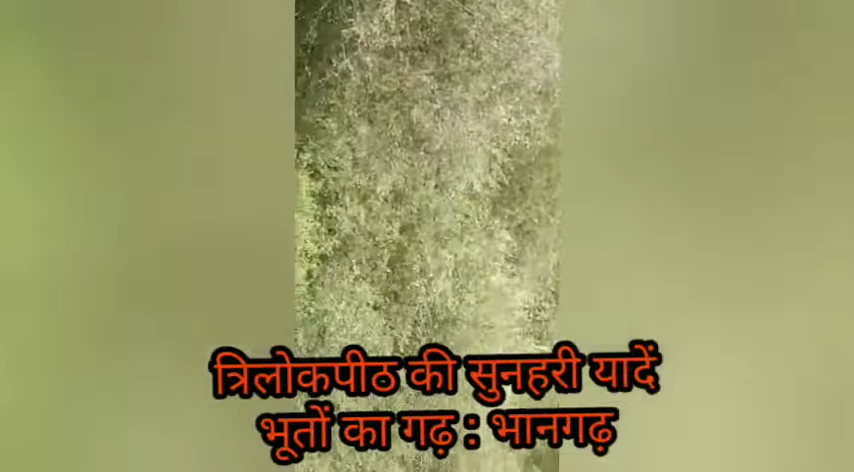 त्रिलोकपीठ की सुनहरी यादें
भूतों का गढ़ : भानगढ़